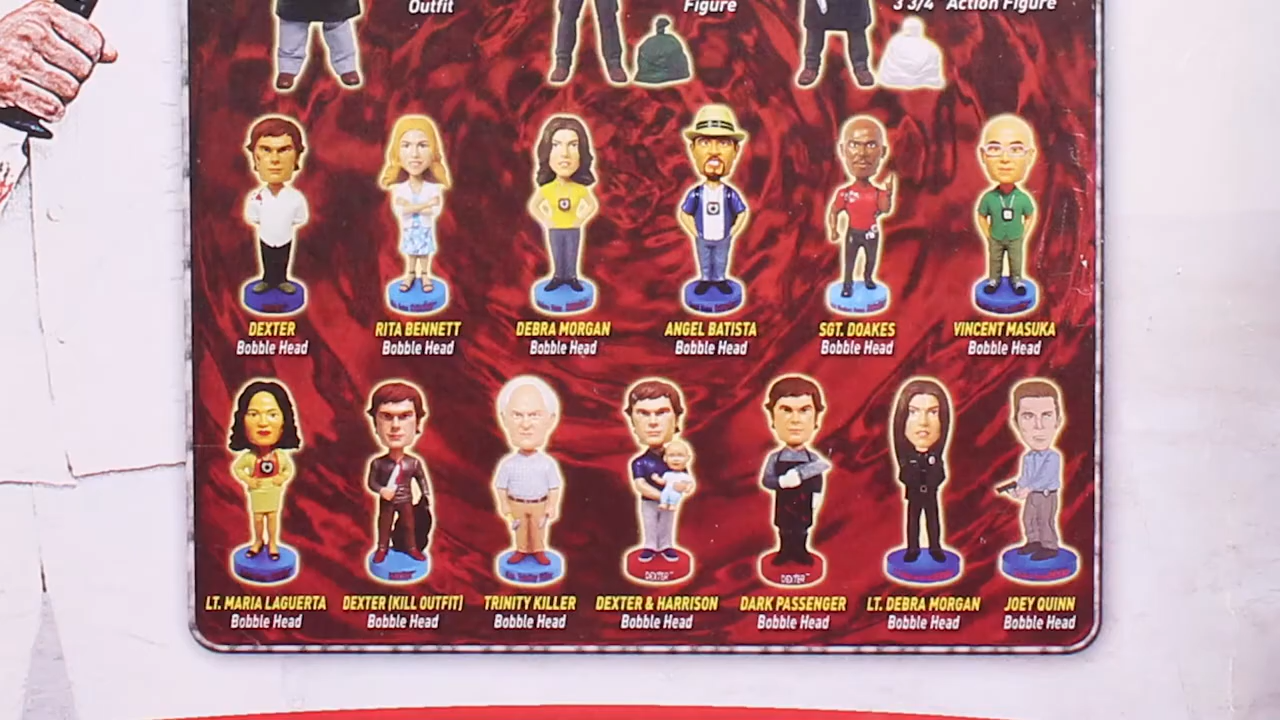 Outfit
Figure
3 3/4" Action Figure
DEXTER
Bobble Head
RITA BENNETT
Bobble Head
DEBRA MORGAN
Bobble Head
ANGEL BATISTA
Bobble Head
SGT. DOAKES
Bobble Head
VINCENT MASUKA
Bobble Head
DEXTER™
DEXTER™
LT. MARIA LAGUERTA
Bobble Head
DEXTER (KILL OUTFIT)
Bobble Head
TRINITY KILLER
Bobble Head
DEXTER & HARRISON
Bobble Head
DARK PASSENGER
Bobble Head
LT. DEBRA MORGAN
Bobble Head
JOEY QUINN
Bobble Head